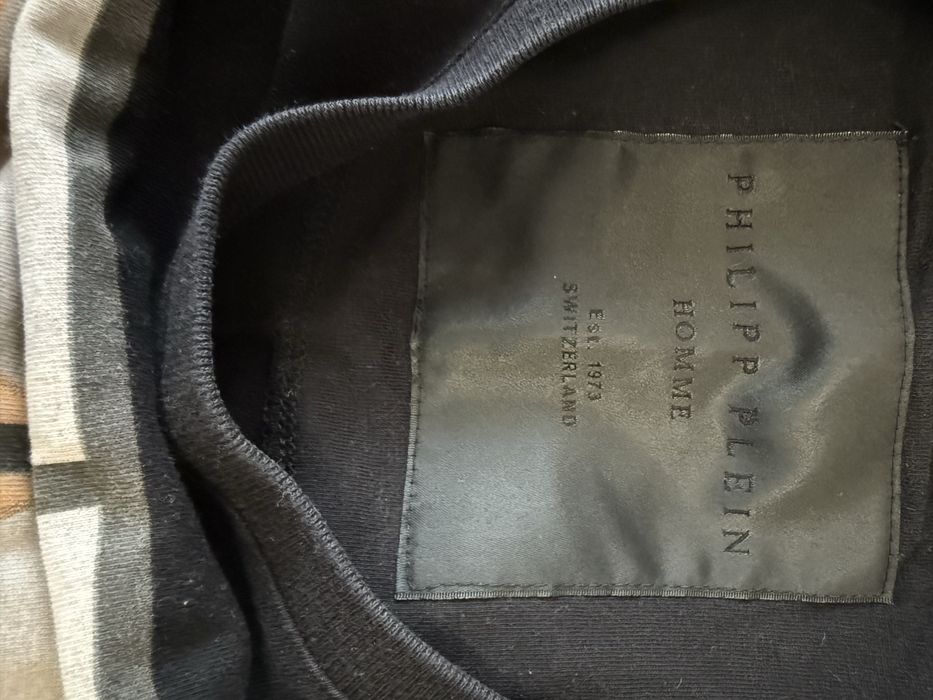 PHILIPP PLEIN
HOMME
Est. 1973
SWITZERLAND